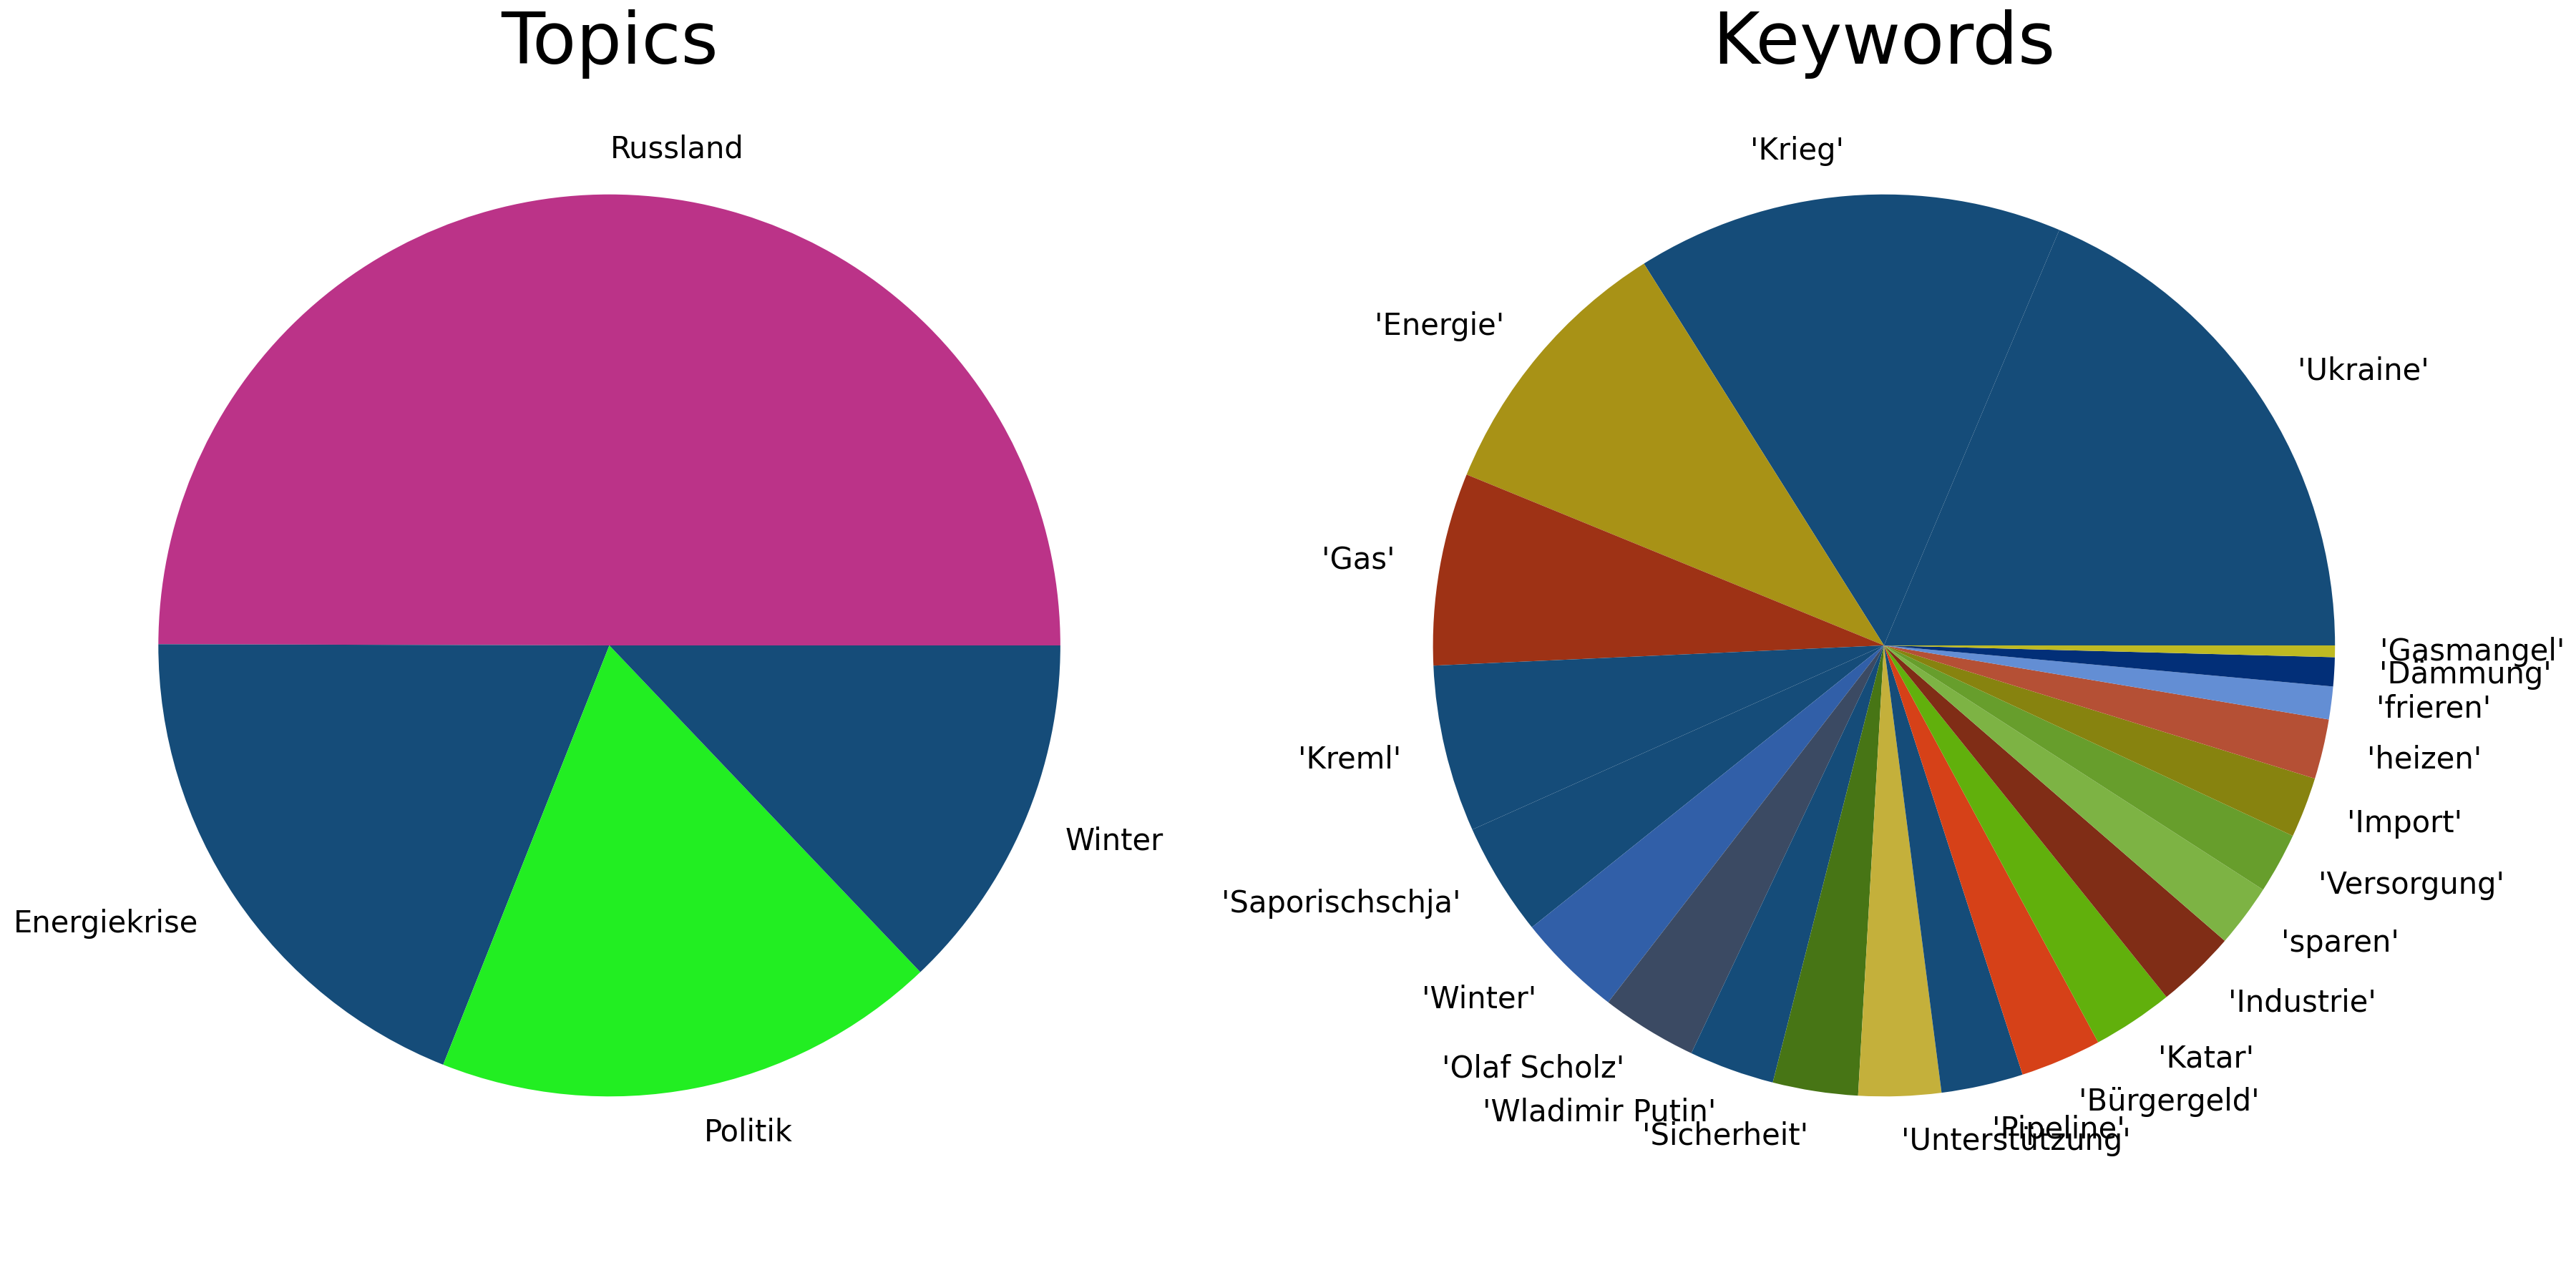 Topics
Keywords
Russland
Energiekrise
Politik
Winter
'Krieg'
'Ukraine'
'Energie'
'Gas'
'Kreml'
'Saporischschja'
'Winter'
'Olaf Scholz'
'Wladimir Putin'
'Sicherheit'
'Unterstützung'
'Pipeline'
'Bürgergeld'
'Katar'
'Industrie'
'sparen'
'Versorgung'
'Import'
'heizen'
'frieren'
'Dämmung'
'Gasmangel'